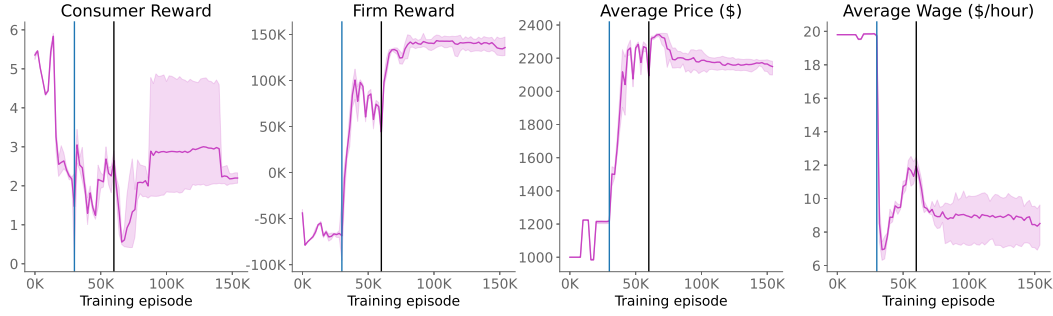 Consumer Reward
6
5
4
3
2
1
0
0K 50K 100K 150K
Training episode
Firm Reward
150K
100K
50K
0K
-50K
-100K
0K 50K 100K 150K
Training episode
Average Price ($)
2400
2200
2000
1800
1600
1400
1200
1000
0K 50K 100K 150K
Training episode
Average Wage ($/hour)
20
18
16
14
12
10
8
6
0K 50K 100K 150K
Training episode